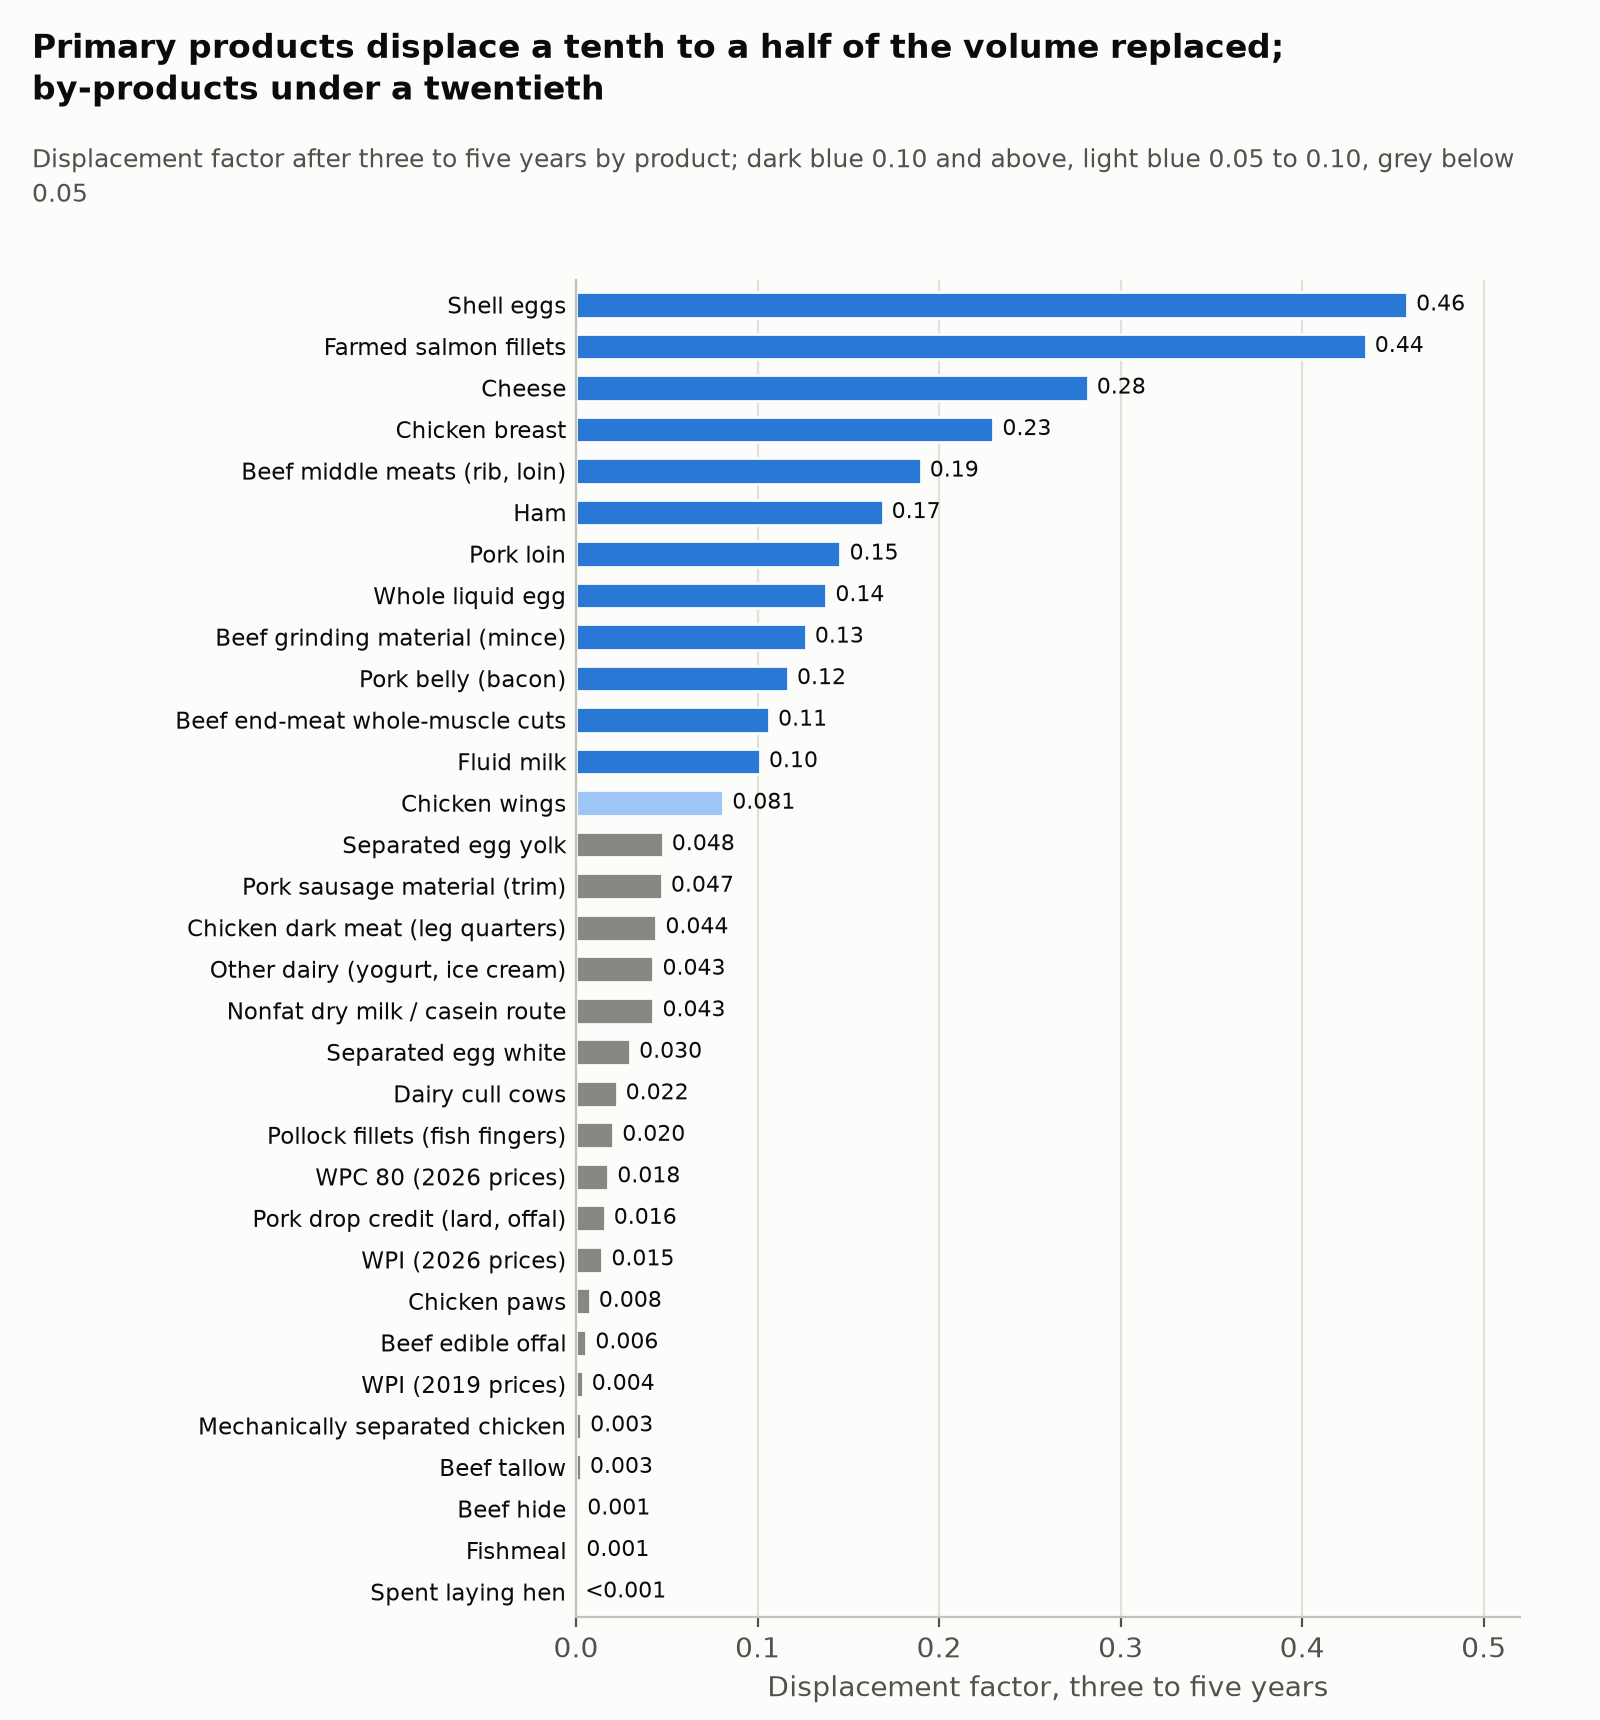 Primary products displace a tenth to a half of the volume replaced;
by-products under a twentieth
Displacement factor after three to five years by product; dark blue 0.10 and above, light blue 0.05 to 0.10, grey below
0.05
Shell eggs 0.46
Farmed salmon fillets 0.44
Cheese 0.28
Chicken breast 0.23
Beef middle meats (rib, loin) 0.19
Ham 0.17
Pork loin 0.15
Whole liquid egg 0.14
Beef grinding material (mince) 0.13
Pork belly (bacon) 0.12
Beef end-meat whole-muscle cuts 0.11
Fluid milk 0.10
Chicken wings 0.081
Separated egg yolk 0.048
Pork sausage material (trim) 0.047
Chicken dark meat (leg quarters) 0.044
Other dairy (yogurt, ice cream) 0.043
Nonfat dry milk / casein route 0.043
Separated egg white 0.030
Dairy cull cows 0.022
Pollock fillets (fish fingers) 0.020
WPC 80 (2026 prices) 0.018
Pork drop credit (lard, offal) 0.016
WPI (2026 prices) 0.015
Chicken paws 0.008
Beef edible offal 0.006
WPI (2019 prices) 0.004
Mechanically separated chicken 0.003
Beef tallow 0.003
Beef hide 0.001
Fishmeal 0.001
Spent laying hen <0.001
0.0 0.1 0.2 0.3 0.4 0.5
Displacement factor, three to five years